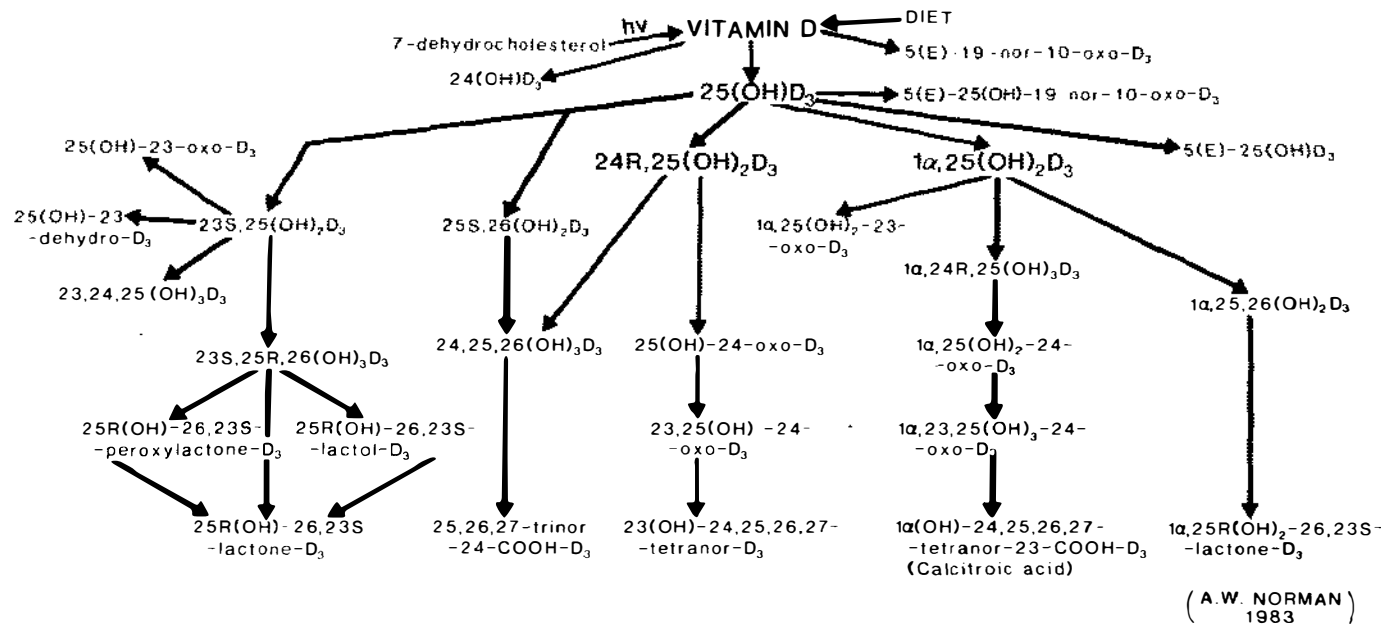 hν
VITAMIN D
DIET
7-dehydrocholesterol
5(E)-19-nor-10-oxo-D₃
24(OH)D₃
25(OH)D₃
5(E)-25(OH)-19 nor-10-oxo-D₃
25(OH)-23-oxo-D₃
24R,25(OH)₂D₃
1α,25(OH)₂D₃
5(E)-25(OH)D₃
25(OH)-23
-dehydro-D₃
23S,25(OH)₂D₃
25S,26(OH)₂D₃
1α,25(OH)₂-23-
-oxo-D₃
1α,24R,25(OH)₃D₃
23,24,25(OH)₃D₃
1α,25,26(OH)₂D₃
23S,25R,26(OH)₃D₃
24,25,26(OH)₃D₃
25(OH)-24-oxo-D₃
1α,25(OH)₂-24-
-oxo-D₃
25R(OH)-26,23S-
-peroxylactone-D₃
25R(OH)-26,23S-
-lactol-D₃
23,25(OH) -24-
-oxo-D₃
1α,23,25(OH)₃-24-
-oxo-D₃
25R(OH)-26,23S
-lactone-D₃
25,26,27-trinor
-24-COOH-D₃
23(OH)-24,25,26,27-
-tetranor-D₃
1α(OH)-24,25,26,27-
-tetranor-23-COOH-D₃
(Calcitroic acid)
1α,25R(OH)₂-26,23S-
-lactone-D₃
(A.W. NORMAN
1983)